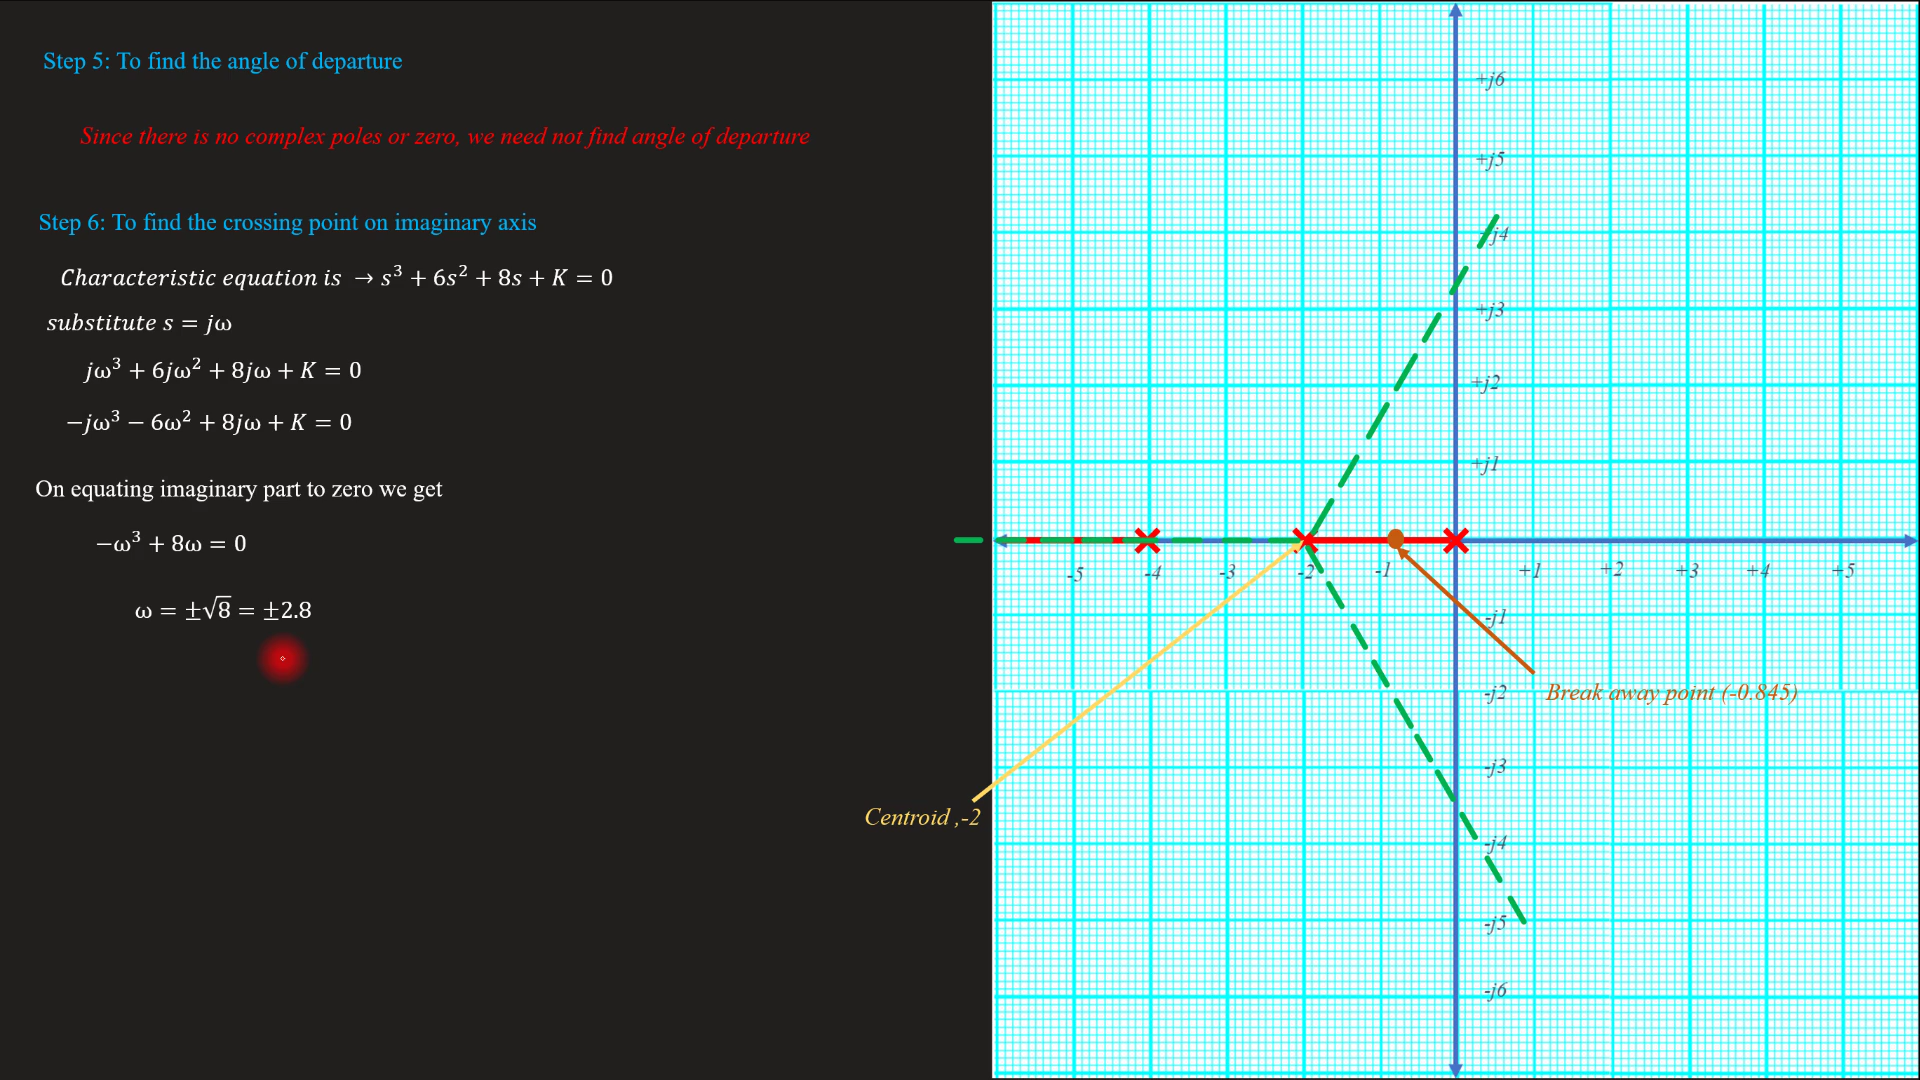 Step 5: To find the angle of departure
Since there is no complex poles or zero, we need not find angle of departure
Step 6: To find the crossing point on imaginary axis
Characteristic equation is → s³ + 6s² + 8s + K = 0
substitute s = jω
jω³ + 6jω² + 8jω + K = 0
−jω³ − 6ω² + 8jω + K = 0
On equating imaginary part to zero we get
−ω³ + 8ω = 0
ω = ±√8 = ±2.8
+j6
+j5
+j4
+j3
+j2
+j1
-5 -4 -3 -2 -1 +1 +2 +3 +4 +5
-j1
-j2
Break away point (-0.845)
-j3
Centroid ,-2
-j4
-j5
-j6